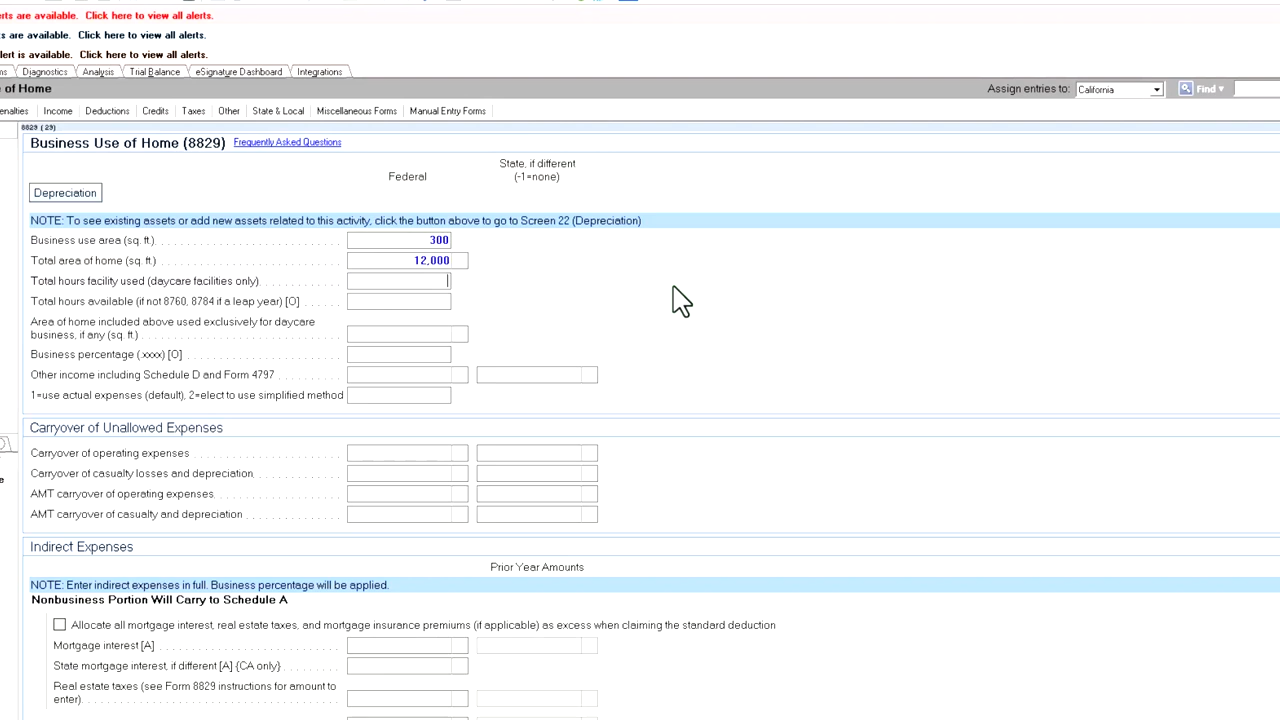 erts are available. Click here to view all alerts.
s are available. Click here to view all alerts.
lert is available. Click here to view all alerts.
ms Diagnostics Analysis Trial Balance eSignature Dashboard Integrations
e of Home Assign entries to: California Find
enalties Income Deductions Credits Taxes Other State & Local Miscellaneous Forms Manual Entry Forms
8829 (29)
Business Use of Home (8829) Frequently Asked Questions
State, if different
Federal (-1=none)
Depreciation
NOTE: To see existing assets or add new assets related to this activity, click the button above to go to Screen 22 (Depreciation)
Business use area (sq. ft.) 300
Total area of home (sq. ft.) 12,000
Total hours facility used (daycare facilities only)
Total hours available (if not 8760, 8784 if a leap year) [O]
Area of home included above used exclusively for daycare
business, if any (sq. ft.)
Business percentage (.xxxx) [O]
Other income including Schedule D and Form 4797
1=use actual expenses (default), 2=elect to use simplified method
Carryover of Unallowed Expenses
Carryover of operating expenses
Carryover of casualty losses and depreciation
AMT carryover of operating expenses
AMT carryover of casualty and depreciation
Indirect Expenses
Prior Year Amounts
NOTE: Enter indirect expenses in full. Business percentage will be applied.
Nonbusiness Portion Will Carry to Schedule A
Allocate all mortgage interest, real estate taxes, and mortgage insurance premiums (if applicable) as excess when claiming the standard deduction
Mortgage interest [A]
State mortgage interest, if different [A] {CA only}
Real estate taxes (see Form 8829 instructions for amount to
enter)